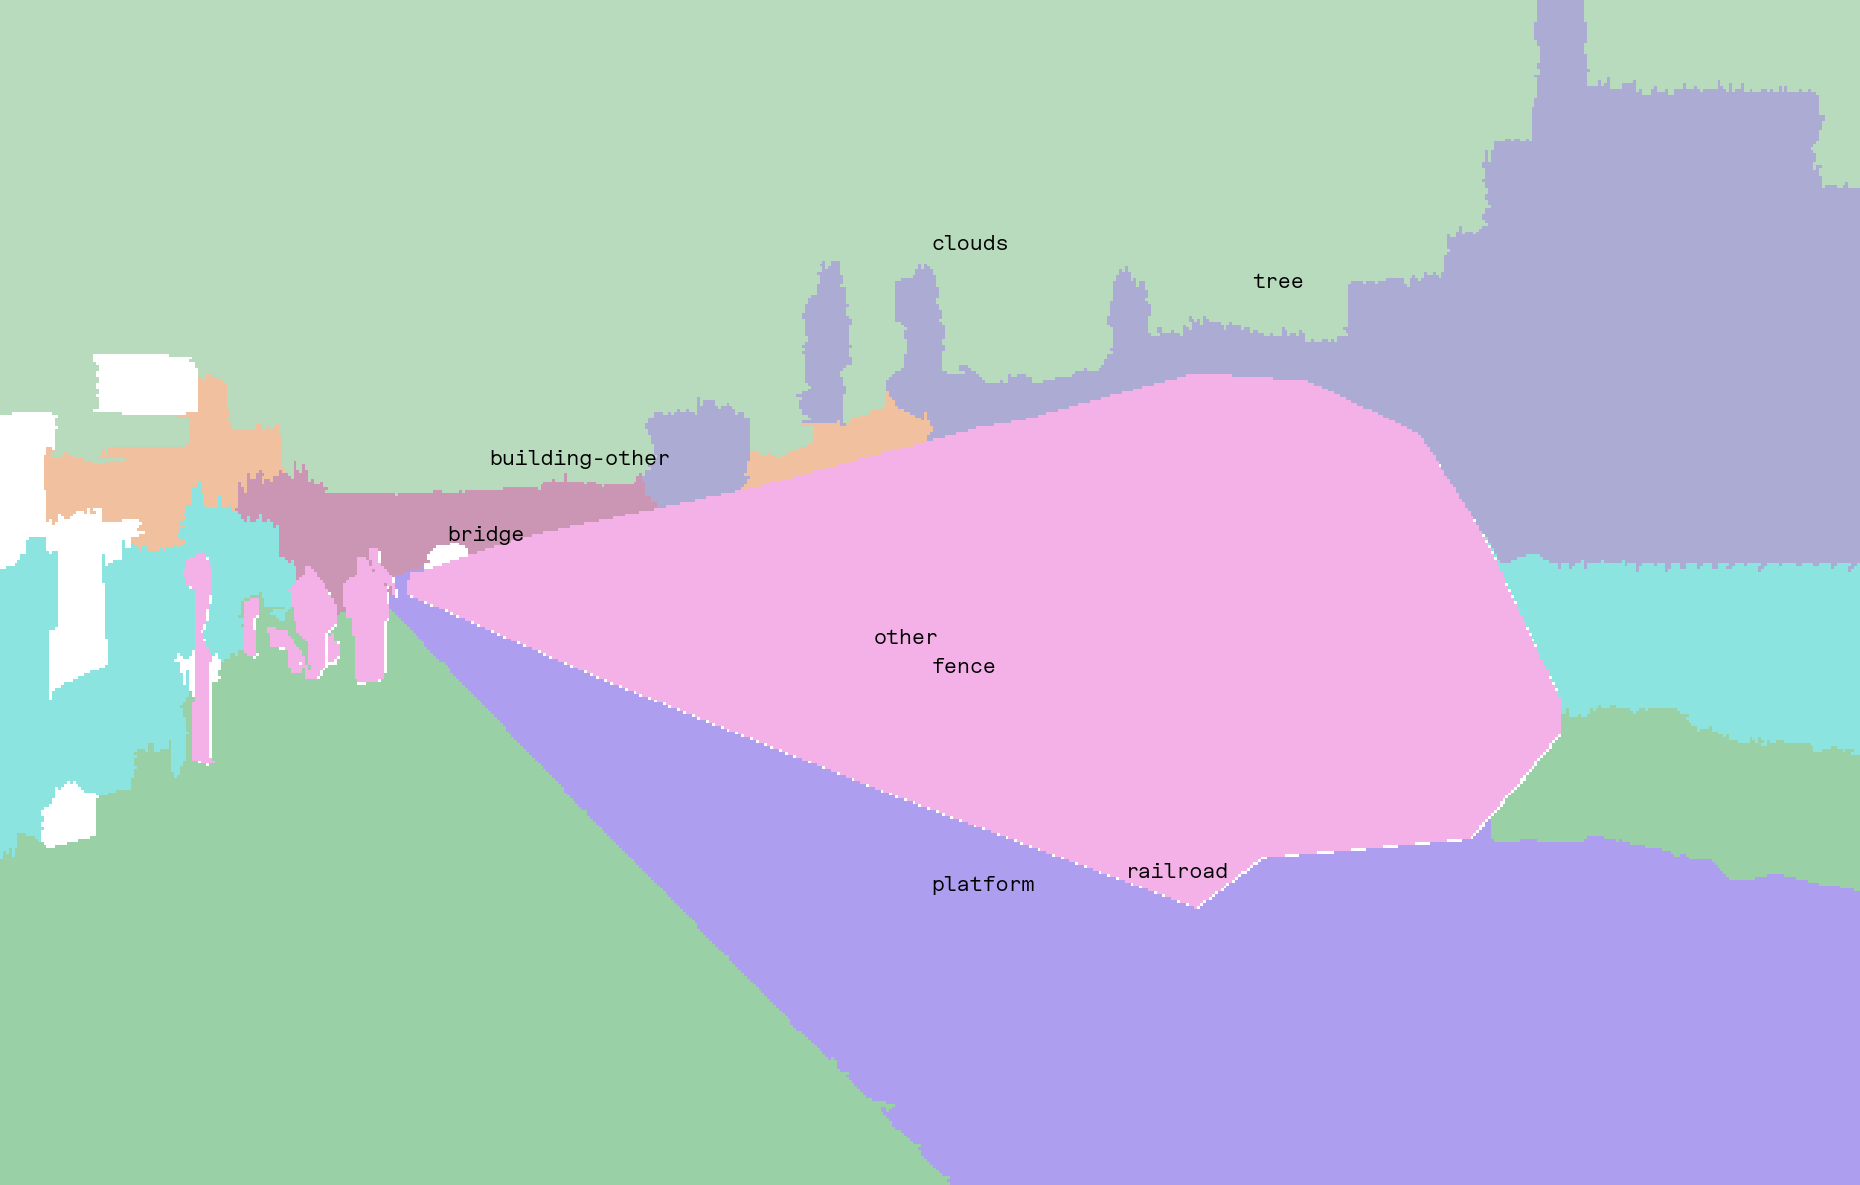 clouds
tree
building-other
bridge
other
fence
railroad
platform